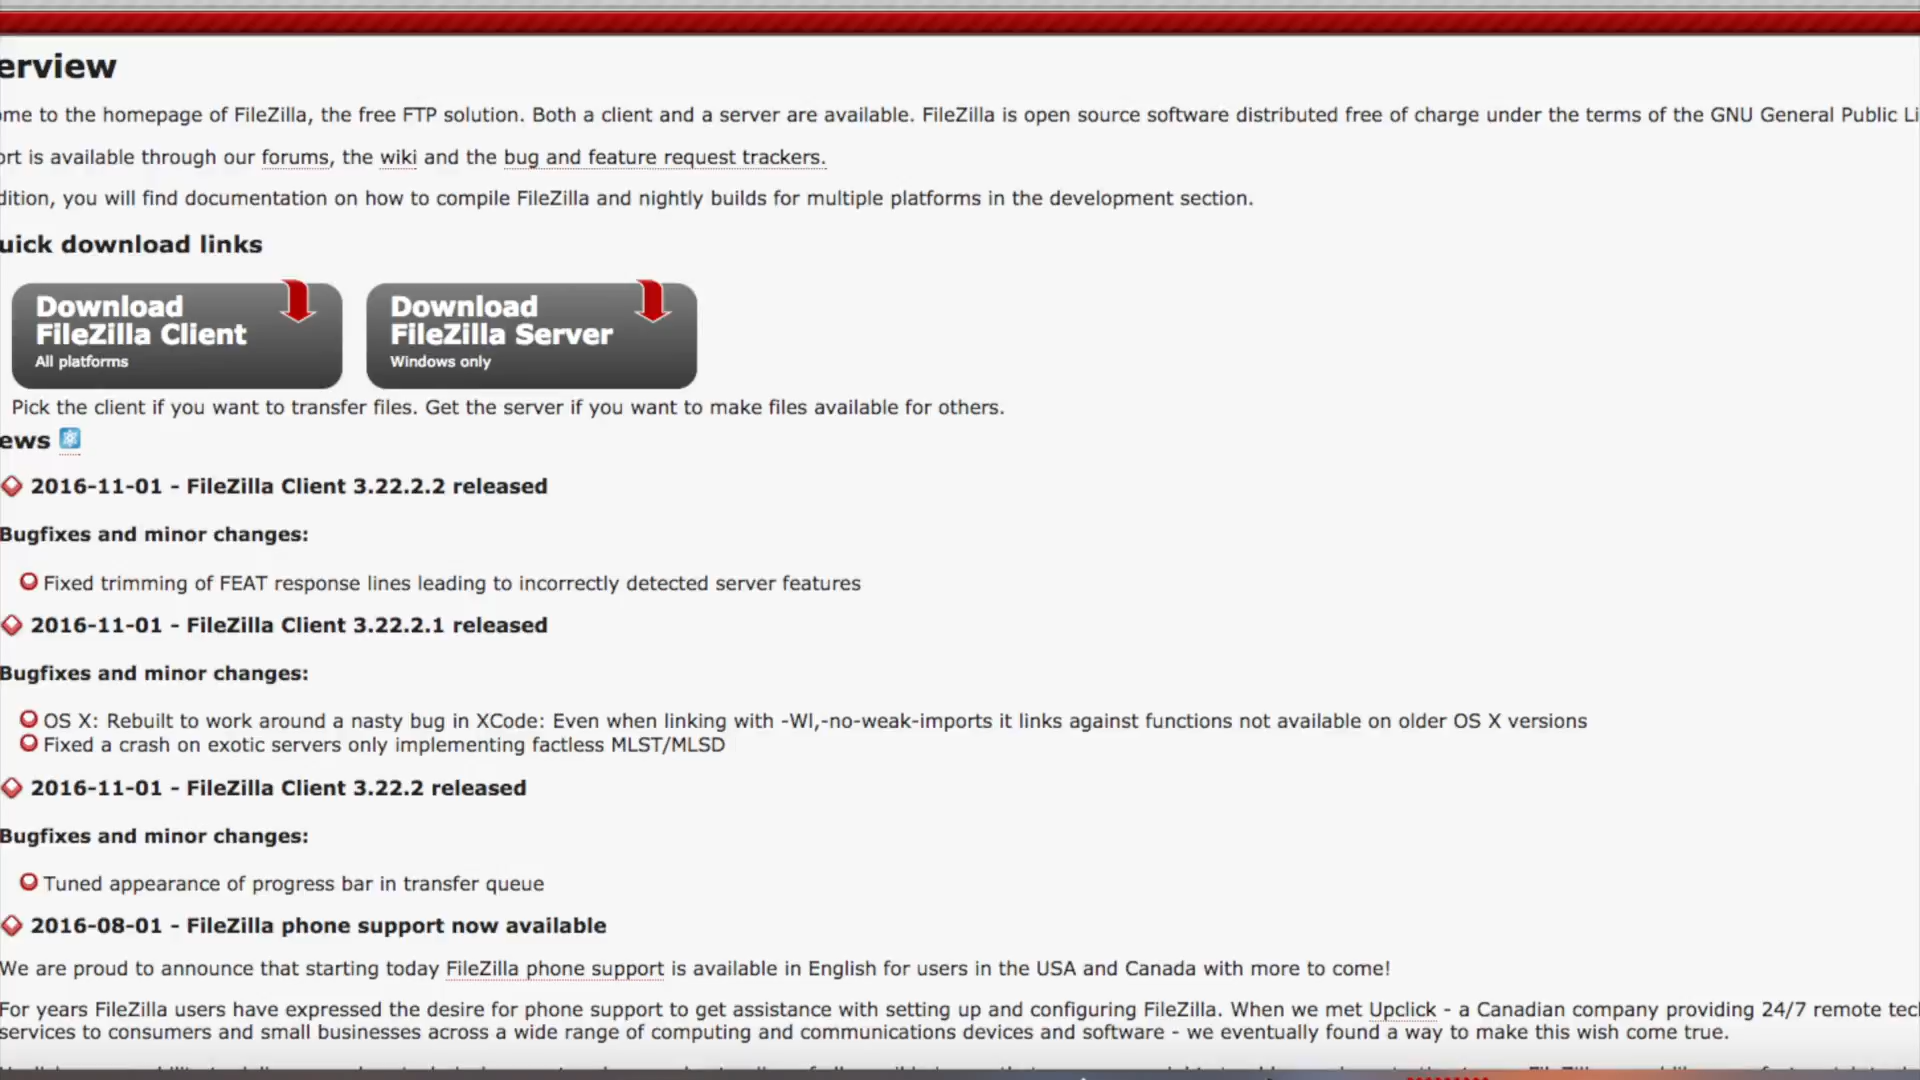 erview
ome to the homepage of FileZilla, the free FTP solution. Both a client and a server are available. FileZilla is open source software distributed free of charge under the terms of the GNU General Public Li
ort is available through our forums, the wiki and the bug and feature request trackers.
dition, you will find documentation on how to compile FileZilla and nightly builds for multiple platforms in the development section.
uick download links
Download
FileZilla Client
All platforms
Download
FileZilla Server
Windows only
Pick the client if you want to transfer files. Get the server if you want to make files available for others.
ews
2016-11-01 - FileZilla Client 3.22.2.2 released
Bugfixes and minor changes:
Fixed trimming of FEAT response lines leading to incorrectly detected server features
2016-11-01 - FileZilla Client 3.22.2.1 released
Bugfixes and minor changes:
OS X: Rebuilt to work around a nasty bug in XCode: Even when linking with -Wl,-no-weak-imports it links against functions not available on older OS X versions
Fixed a crash on exotic servers only implementing factless MLST/MLSD
2016-11-01 - FileZilla Client 3.22.2 released
Bugfixes and minor changes:
Tuned appearance of progress bar in transfer queue
2016-08-01 - FileZilla phone support now available
We are proud to announce that starting today FileZilla phone support is available in English for users in the USA and Canada with more to come!
For years FileZilla users have expressed the desire for phone support to get assistance with setting up and configuring FileZilla. When we met Upclick - a Canadian company providing 24/7 remote tec
services to consumers and small businesses across a wide range of computing and communications devices and software - we eventually found a way to make this wish come true.